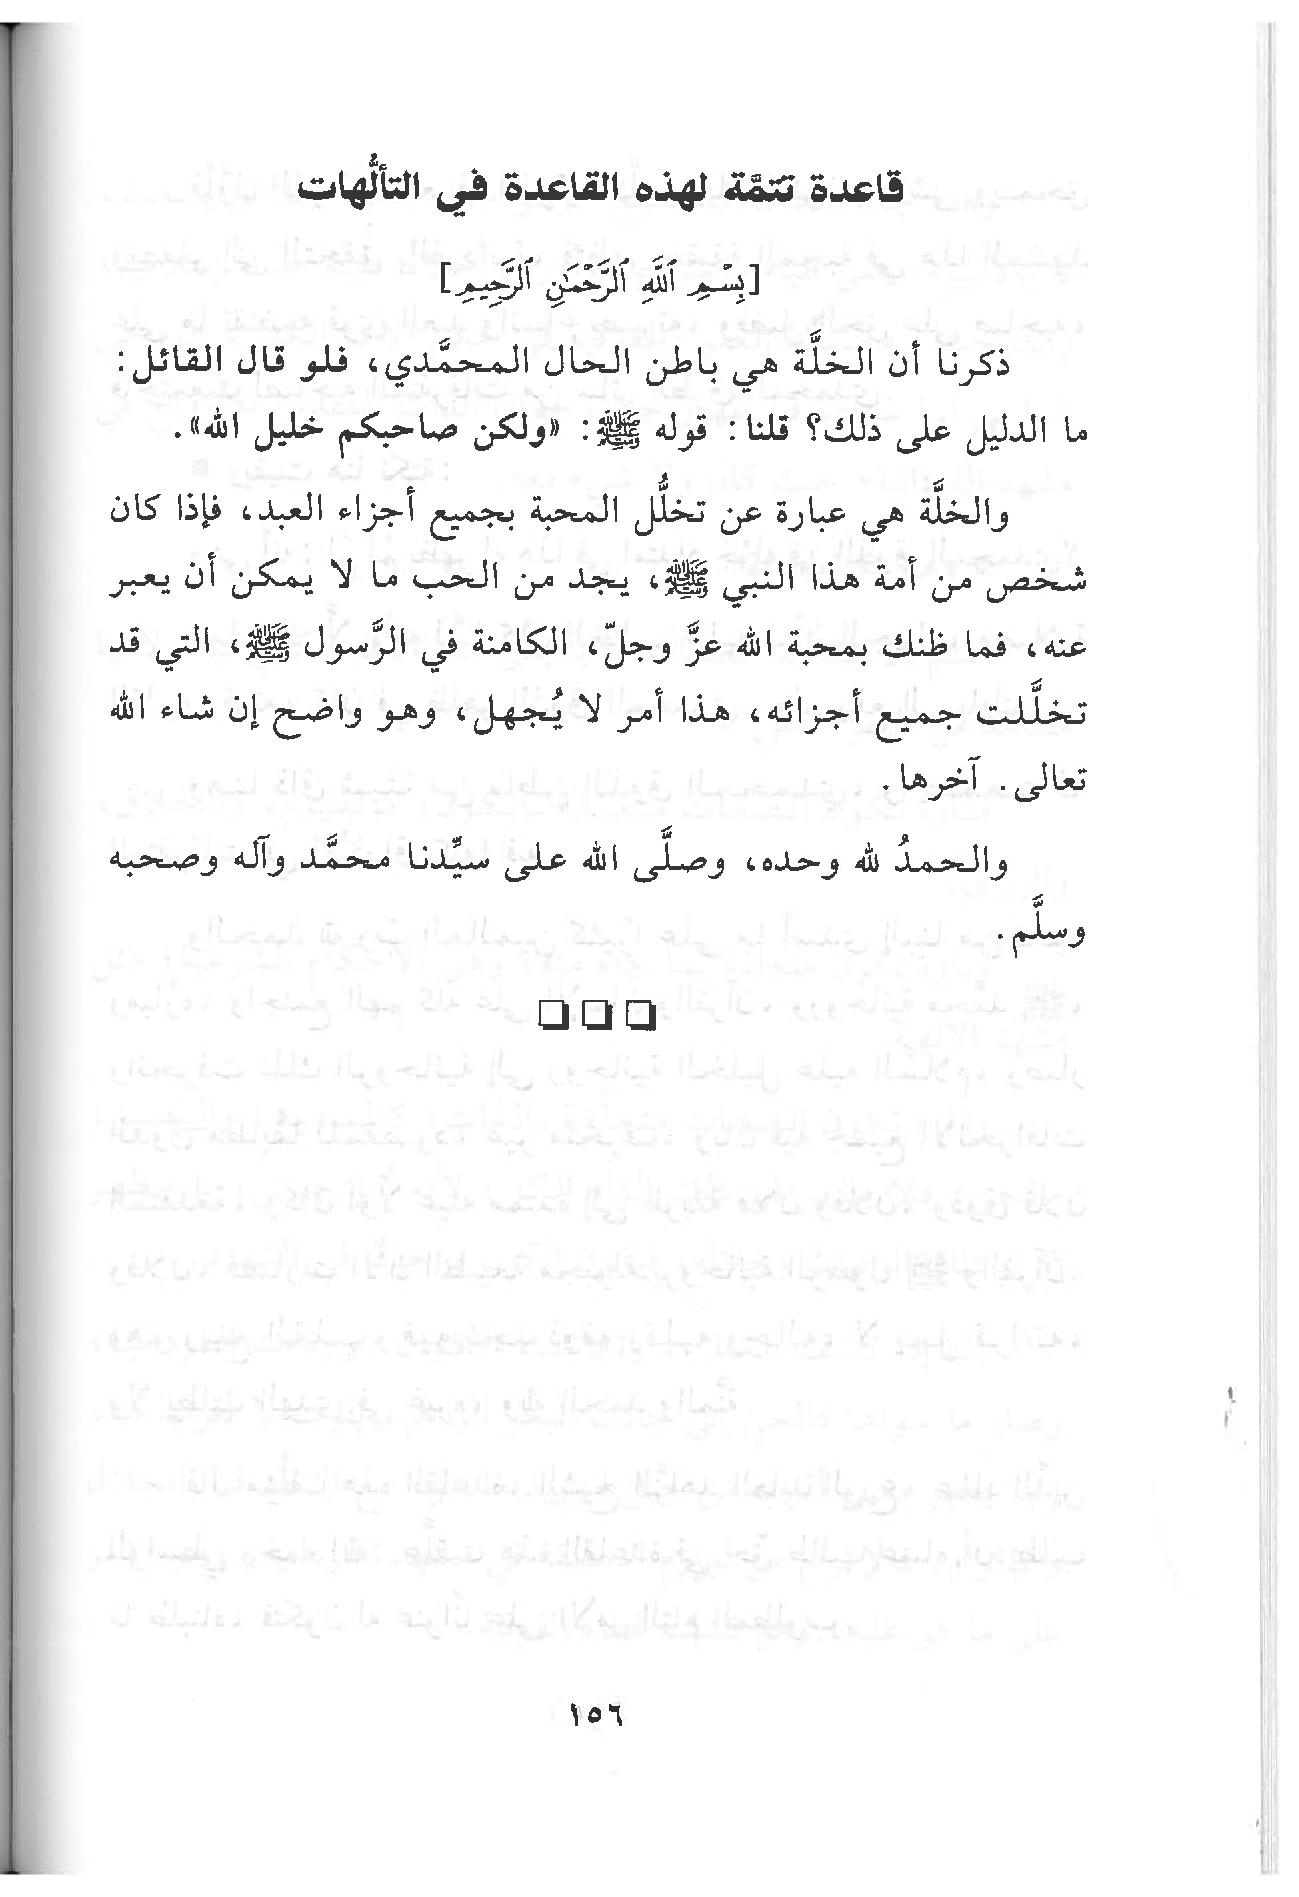 قاعدة تتمَّة لهذه القاعدة في التألُّهات
[بِسْمِ ٱللَّهِ ٱلرَّحْمَٰنِ ٱلرَّحِيمِ]
ذكرنا أن الخلَّة هي باطن الحال المحمَّدي، فلو قال القائل:
ما الدليل على ذلك؟ قلنا: قوله ﷺ: «ولكن صاحبكم خليل الله».
والخلَّة هي عبارة عن تخلُّل المحبة بجميع أجزاء العبد، فإذا كان
شخص من أمة هذا النبي ﷺ، يجد من الحب ما لا يمكن أن يعبر
عنه، فما ظنك بمحبة الله عزَّ وجلّ، الكامنة في الرَّسول ﷺ، التي قد
تخلَّلت جميع أجزائه، هذا أمر لا يُجهل، وهو واضح إن شاء الله
تعالى. آخرها.
والحمدُ لله وحده، وصلَّى الله على سيِّدنا محمَّد وآله وصحبه
وسلَّم.
١٥٦